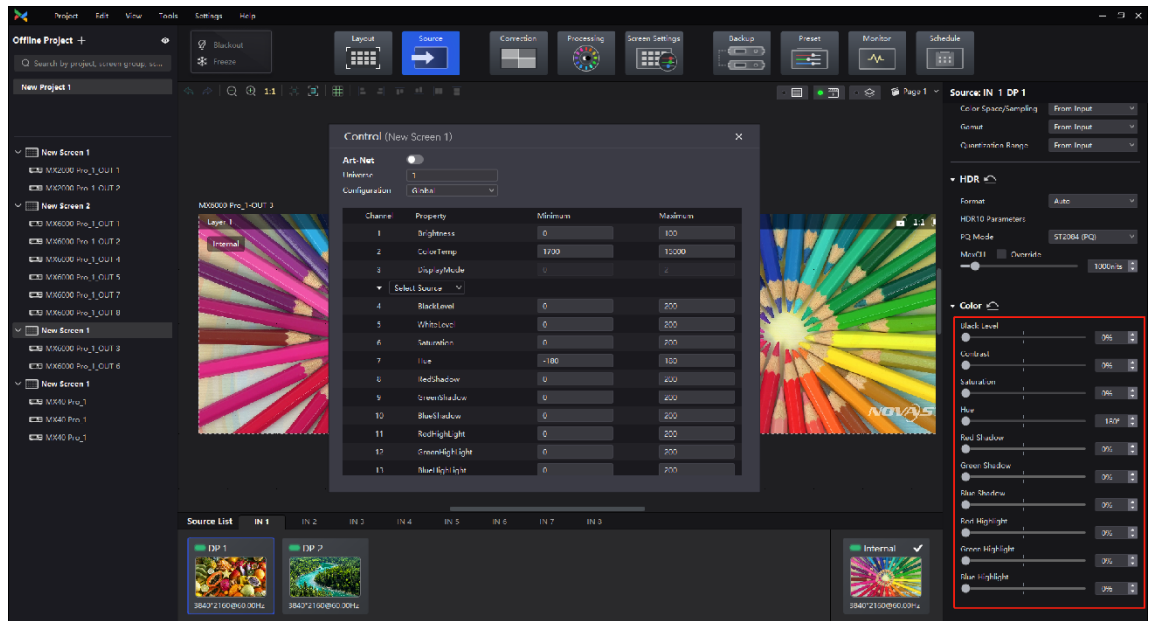 Project Edit View Tools Settings Help
Offline Project +
Search by project, screen group, sc...
New Project 1
Blackout
Freeze
Layout
Source
Correction
Processing
Screen Settings
Backup
Preset
Monitor
Schedule
1:1
Page 1
New Screen 1
MX2000 Pro_1_OUT 1
MX2000 Pro_1_OUT 2
New Screen 2
MX6000 Pro_1_OUT 1
MX6000 Pro_1_OUT 2
MX6000 Pro_1_OUT 4
MX6000 Pro_1_OUT 5
MX6000 Pro_1_OUT 7
MX6000 Pro_1_OUT 8
New Screen 1
MX6000 Pro_1_OUT 3
MX6000 Pro_1_OUT 6
New Screen 1
MX40 Pro_1
MX40 Pro_1
MX40 Pro_1
MX6000 Pro_1-OUT 3
Layer 1
Internal
1:1
Control (New Screen 1)
Art-Net
Universe 1
Configuration Global
Channel Property Minimum Maximum
1 Brightness 0 100
2 ColorTemp 1700 15000
3 DisplayMode 0 2
Select Source
4 BlackLevel 0 200
5 WhiteLevel 0 200
6 Saturation 0 200
7 Hue -180 180
8 RedShadow 0 200
9 GreenShadow 0 200
10 BlueShadow 0 200
11 RedHighLight 0 200
12 GreenHighLight 0 200
13 BlueHighLight 0 200
Source List IN 1 IN 2 IN 3 IN 4 IN 5 IN 6 IN 7 IN 8
DP 1
3840*2160@60.00Hz
DP 2
3840*2160@60.00Hz
Internal
3840*2160@60.00Hz
Source: IN 1 DP 1
Color Space/Sampling From Input
Gamut From Input
Quantization Range From Input
HDR
Format Auto
HDR10 Parameters
PQ Mode ST2084 (PQ)
MaxCLL Override
1000nits
Color
Black Level
0%
Contrast
0%
Saturation
0%
Hue
-180°
Red Shadow
0%
Green Shadow
0%
Blue Shadow
0%
Red Highlight
0%
Green Highlight
0%
Blue Highlight
0%